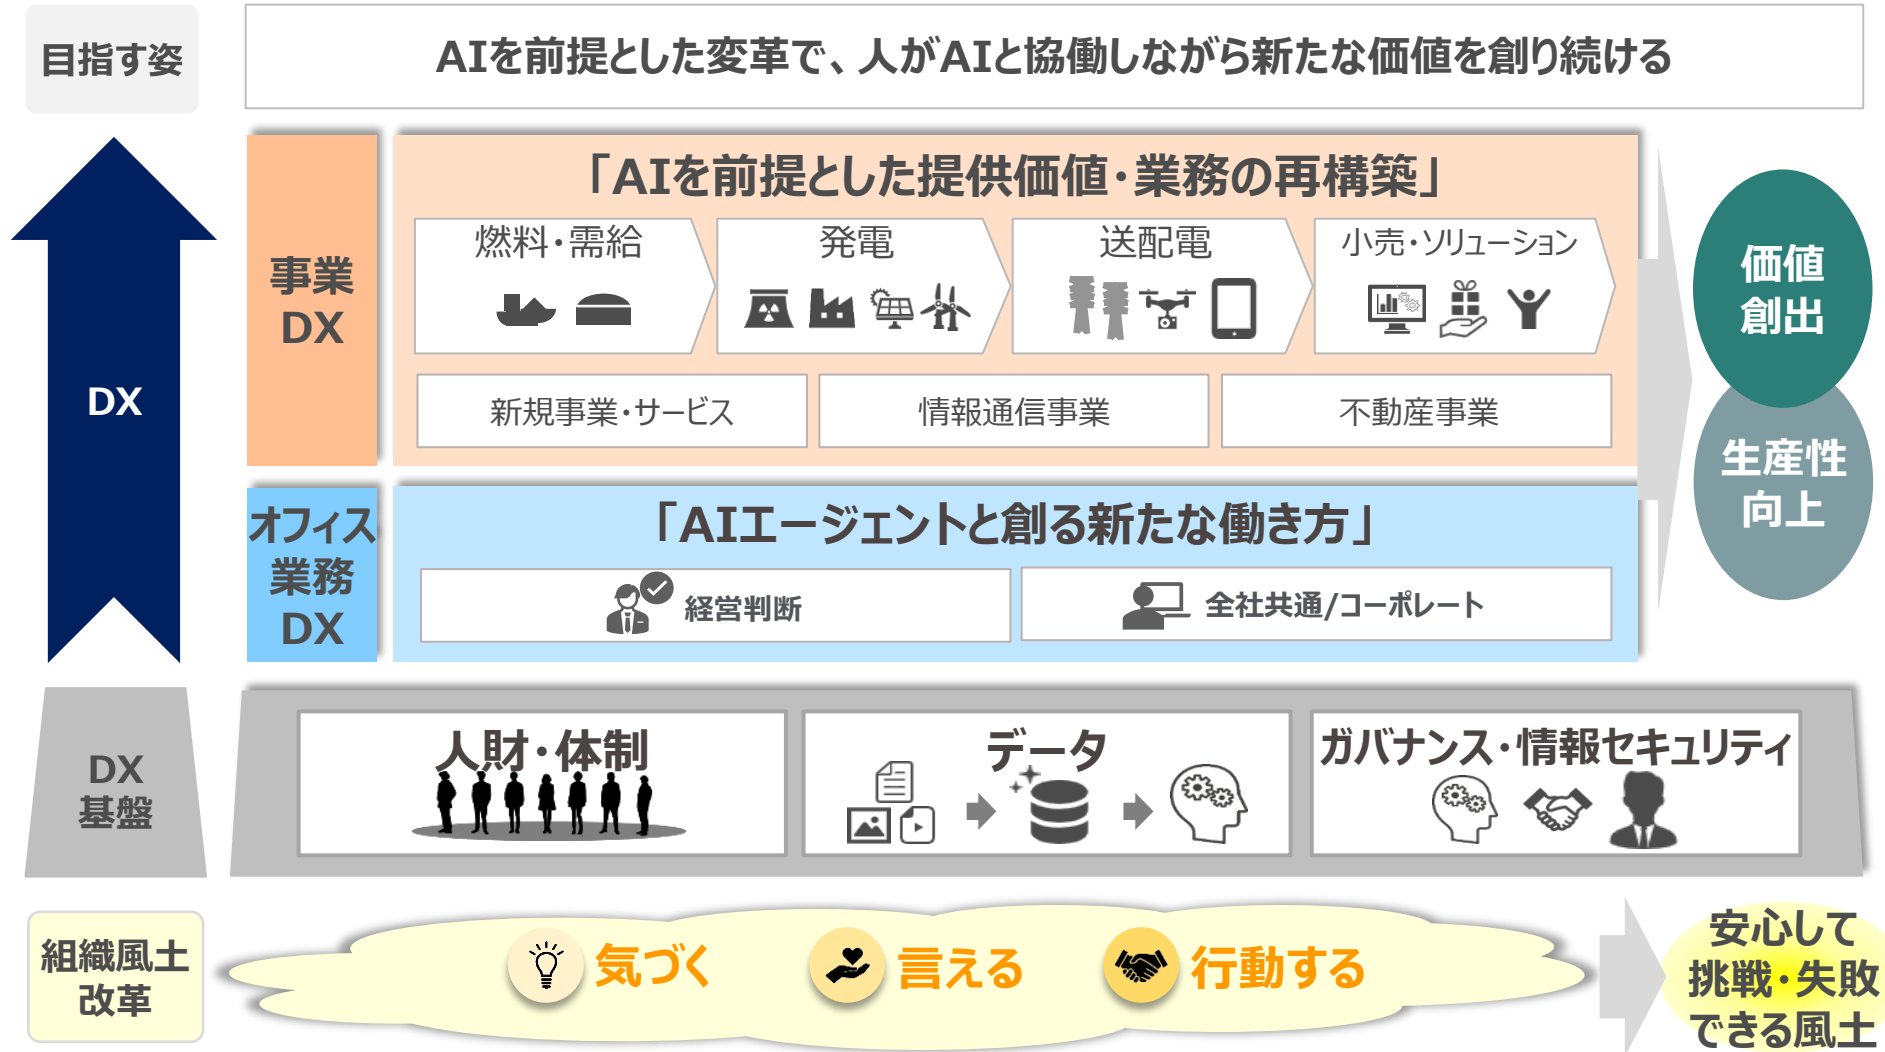 目指す姿
AIを前提とした変革で、人がAIと協働しながら新たな価値を創り続ける
DX
事業
DX
「AIを前提とした提供価値・業務の再構築」
燃料・需給
発電
送配電
小売・ソリューション
新規事業・サービス
情報通信事業
不動産事業
オフィス
業務
DX
「AIエージェントと創る新たな働き方」
経営判断
全社共通/コーポレート
価値
創出
生産性
向上
DX
基盤
人財・体制
データ
ガバナンス・情報セキュリティ
組織風土
改革
気づく
言える
行動する
安心して
挑戦・失敗
できる風土